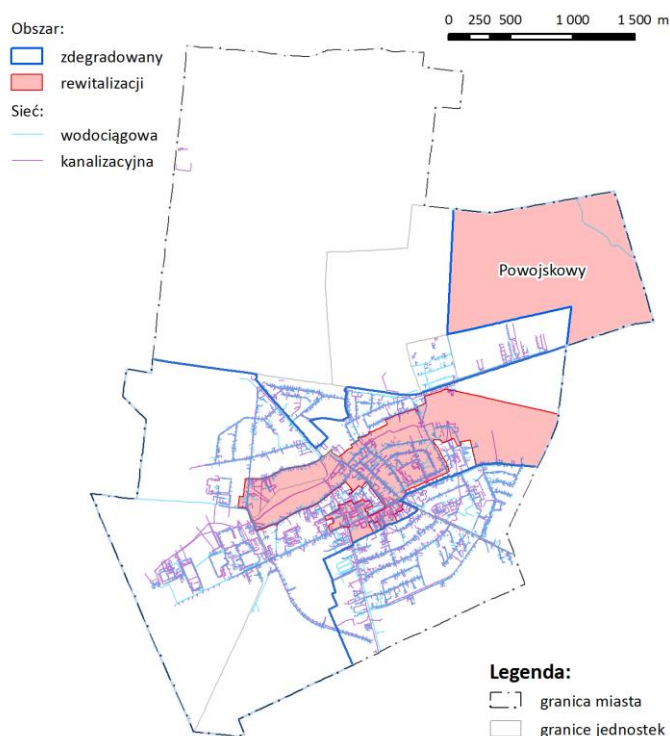 Obszar:
zdegradowany
rewitalizacji
Sieć:
wodociągowa
kanalizacyjna
0 250 500 1 000 1 500 m
Powojskowy
Legenda:
granica miasta
granice jednostek